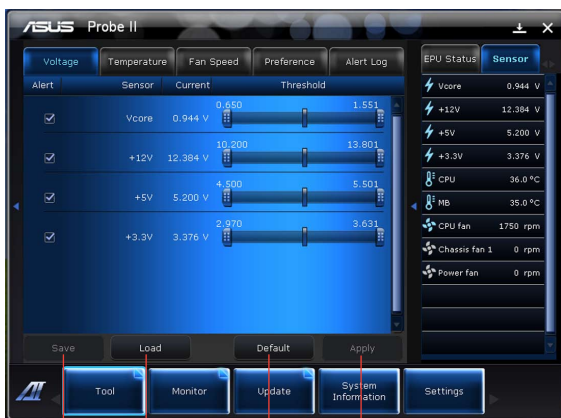 ASUS Probe II
Voltage Temperature Fan Speed Preference Alert Log
Alert Sensor Current Threshold
0.650 1.551
Vcore 0.944 V
10.200 13.801
+12V 12.384 V
4.500 5.501
+5V 5.200 V
2.970 3.631
+3.3V 3.376 V
Save Load Default Apply
EPU Status Sensor
Vcore 0.944 V
+12V 12.384 V
+5V 5.200 V
+3.3V 3.376 V
CPU 36.0 °C
MB 35.0 °C
CPU fan 1750 rpm
Chassis fan 1 0 rpm
Power fan 0 rpm
AI Tool Monitor Update System Information Settings